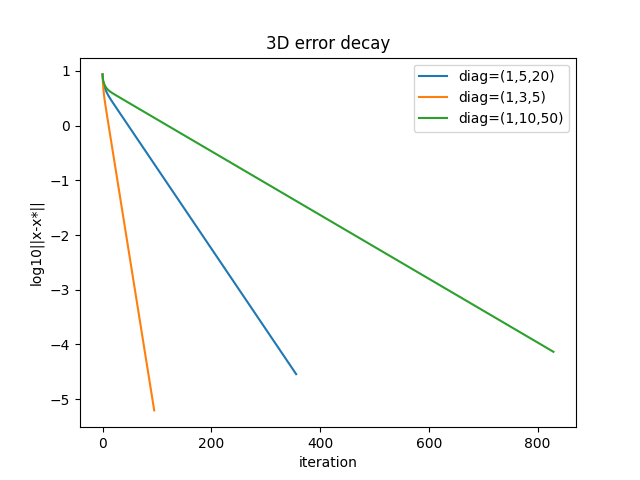 3D error decay
diag=(1,5,20)
diag=(1,3,5)
diag=(1,10,50)
log10||x-x*||
1
0
−1
−2
−3
−4
−5
0 200 400 600 800
iteration